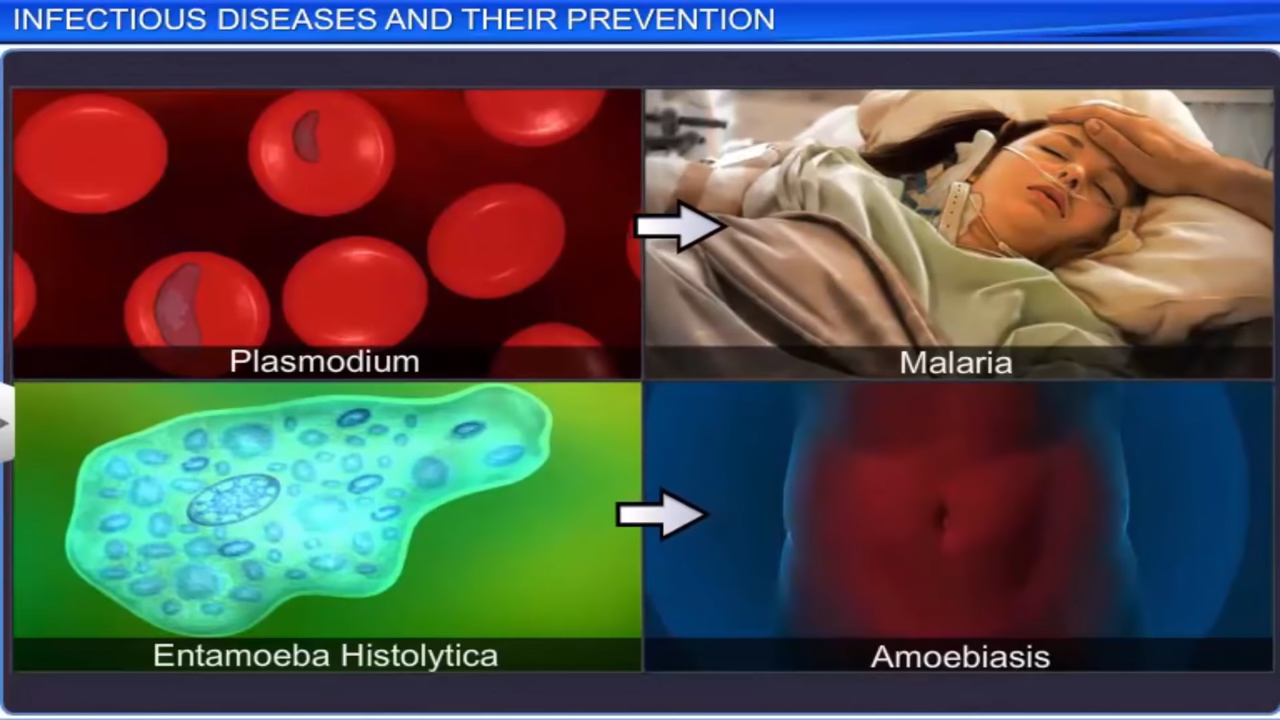 INFECTIOUS DISEASES AND THEIR PREVENTION
Plasmodium
Malaria
Entamoeba Histolytica
Amoebiasis